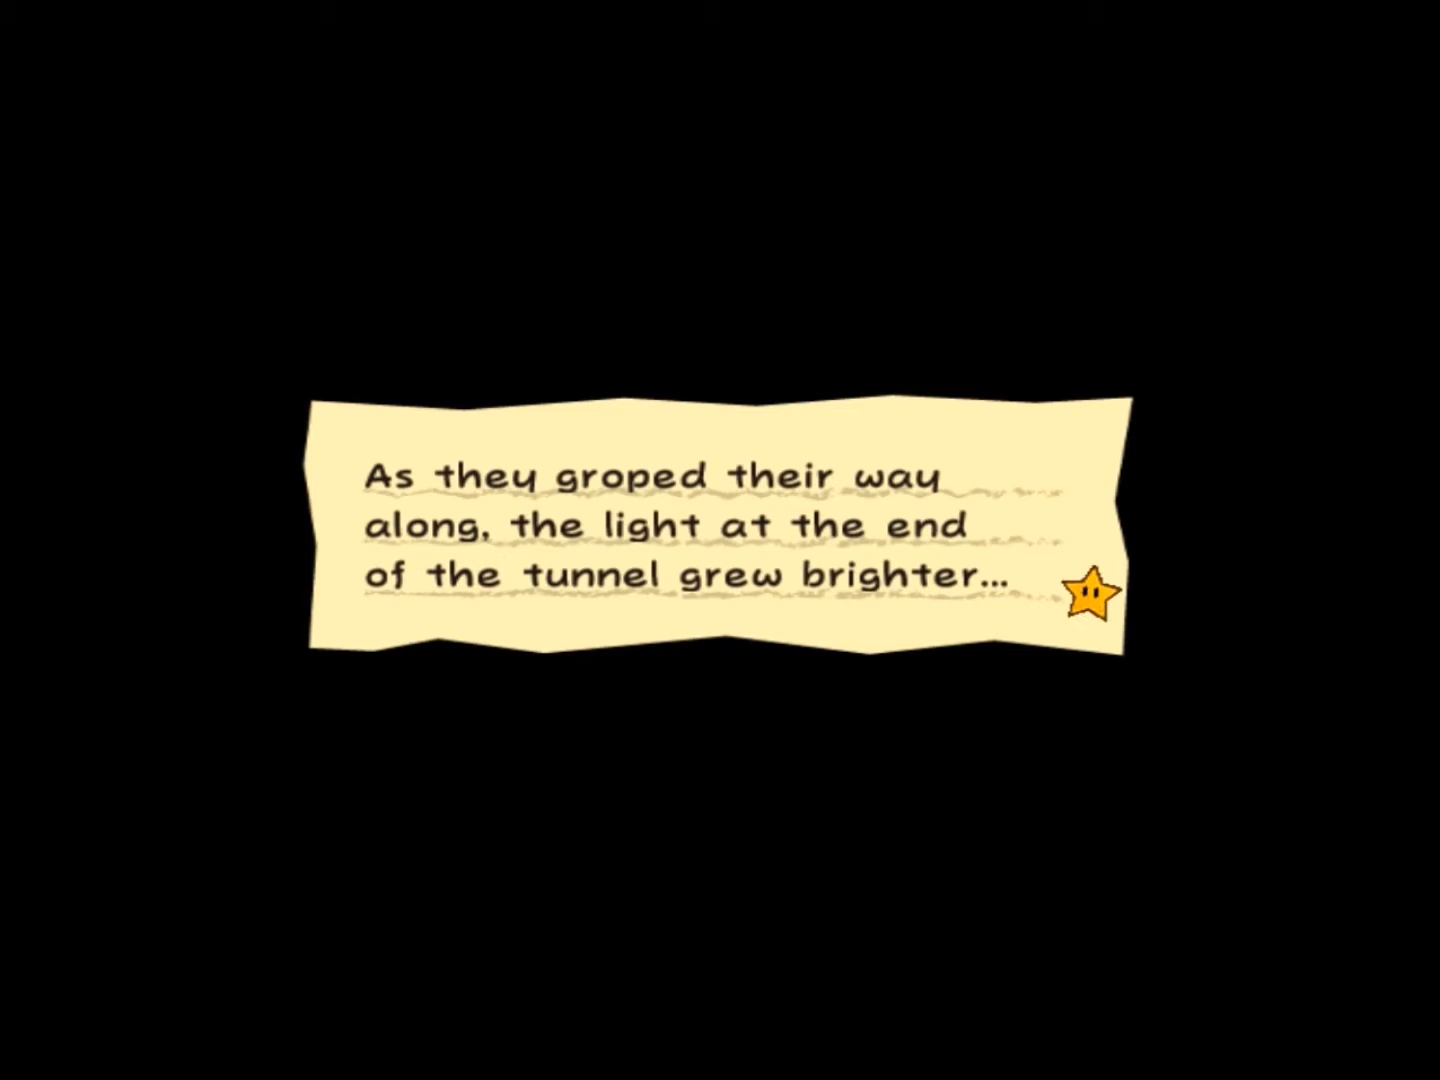 As they groped their way
along, the light at the end
of the tunnel grew brighter...